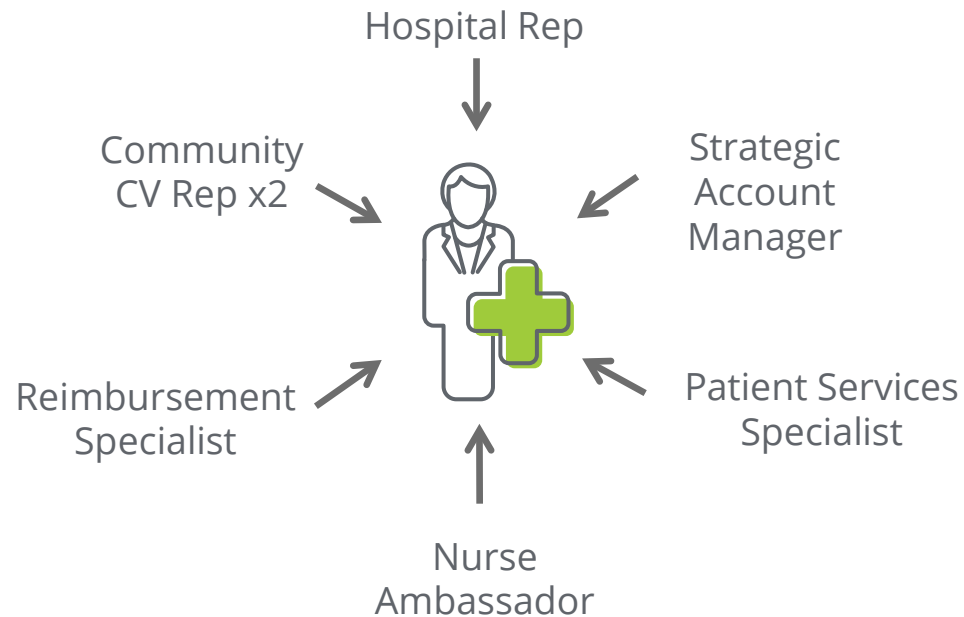 Hospital Rep
Community
CV Rep x2
Strategic
Account
Manager
Reimbursement
Specialist
Patient Services
Specialist
Nurse
Ambassador